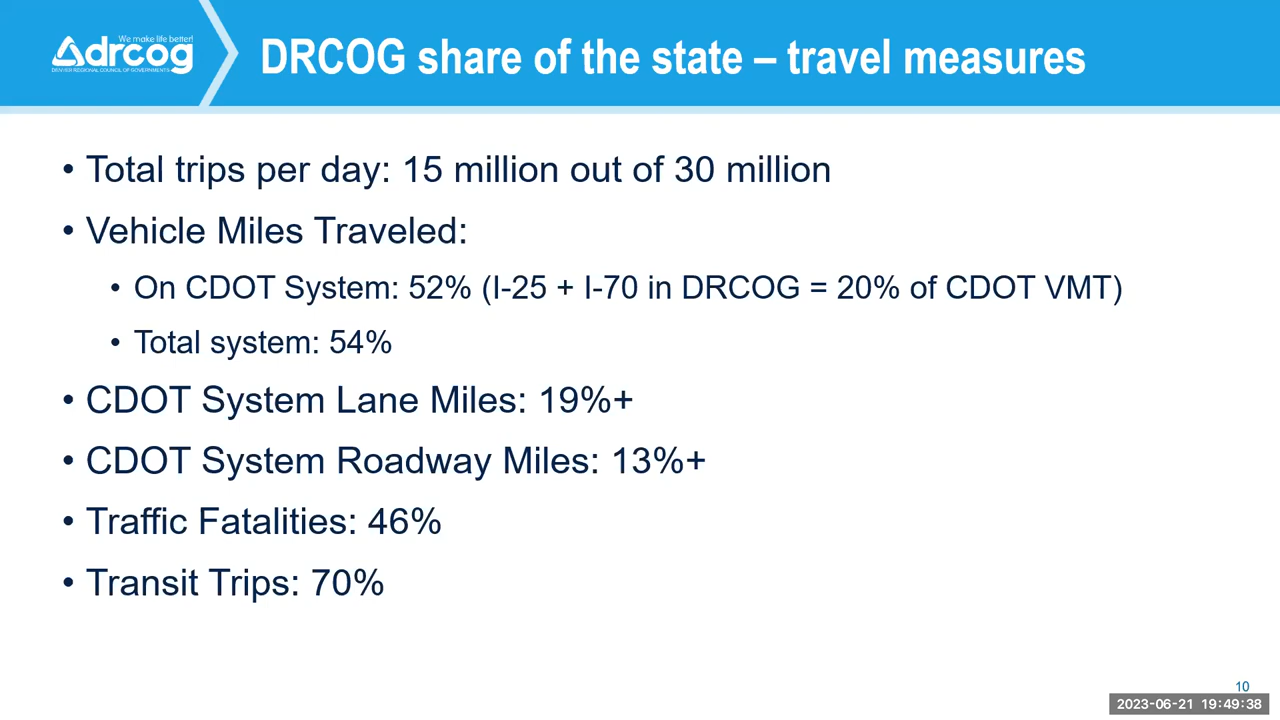 We make life better!
drcog
DENVER REGIONAL COUNCIL OF GOVERNMENTS
DRCOG share of the state – travel measures
• Total trips per day: 15 million out of 30 million
• Vehicle Miles Traveled:
• On CDOT System: 52% (I-25 + I-70 in DRCOG = 20% of CDOT VMT)
• Total system: 54%
• CDOT System Lane Miles: 19%+
• CDOT System Roadway Miles: 13%+
• Traffic Fatalities: 46%
• Transit Trips: 70%
10
2023-06-21 19:49:38